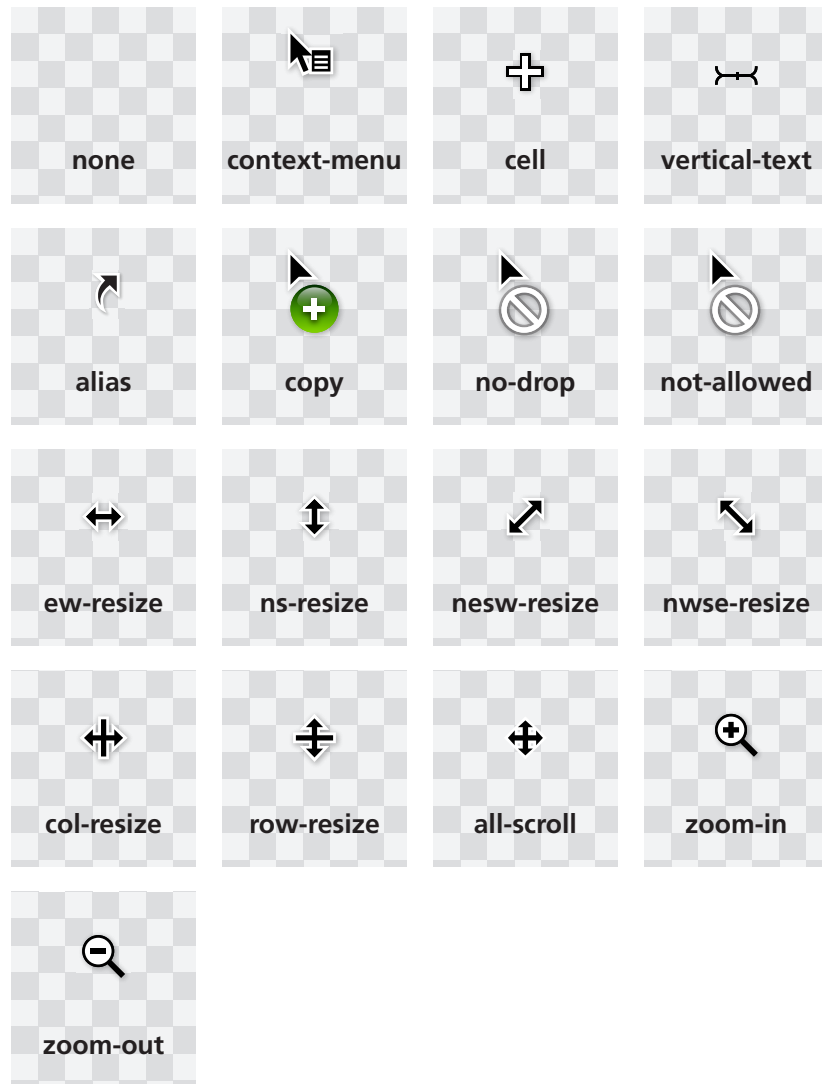 none
context-menu
cell
vertical-text
alias
copy
no-drop
not-allowed
ew-resize
ns-resize
nesw-resize
nwse-resize
col-resize
row-resize
all-scroll
zoom-in
zoom-out